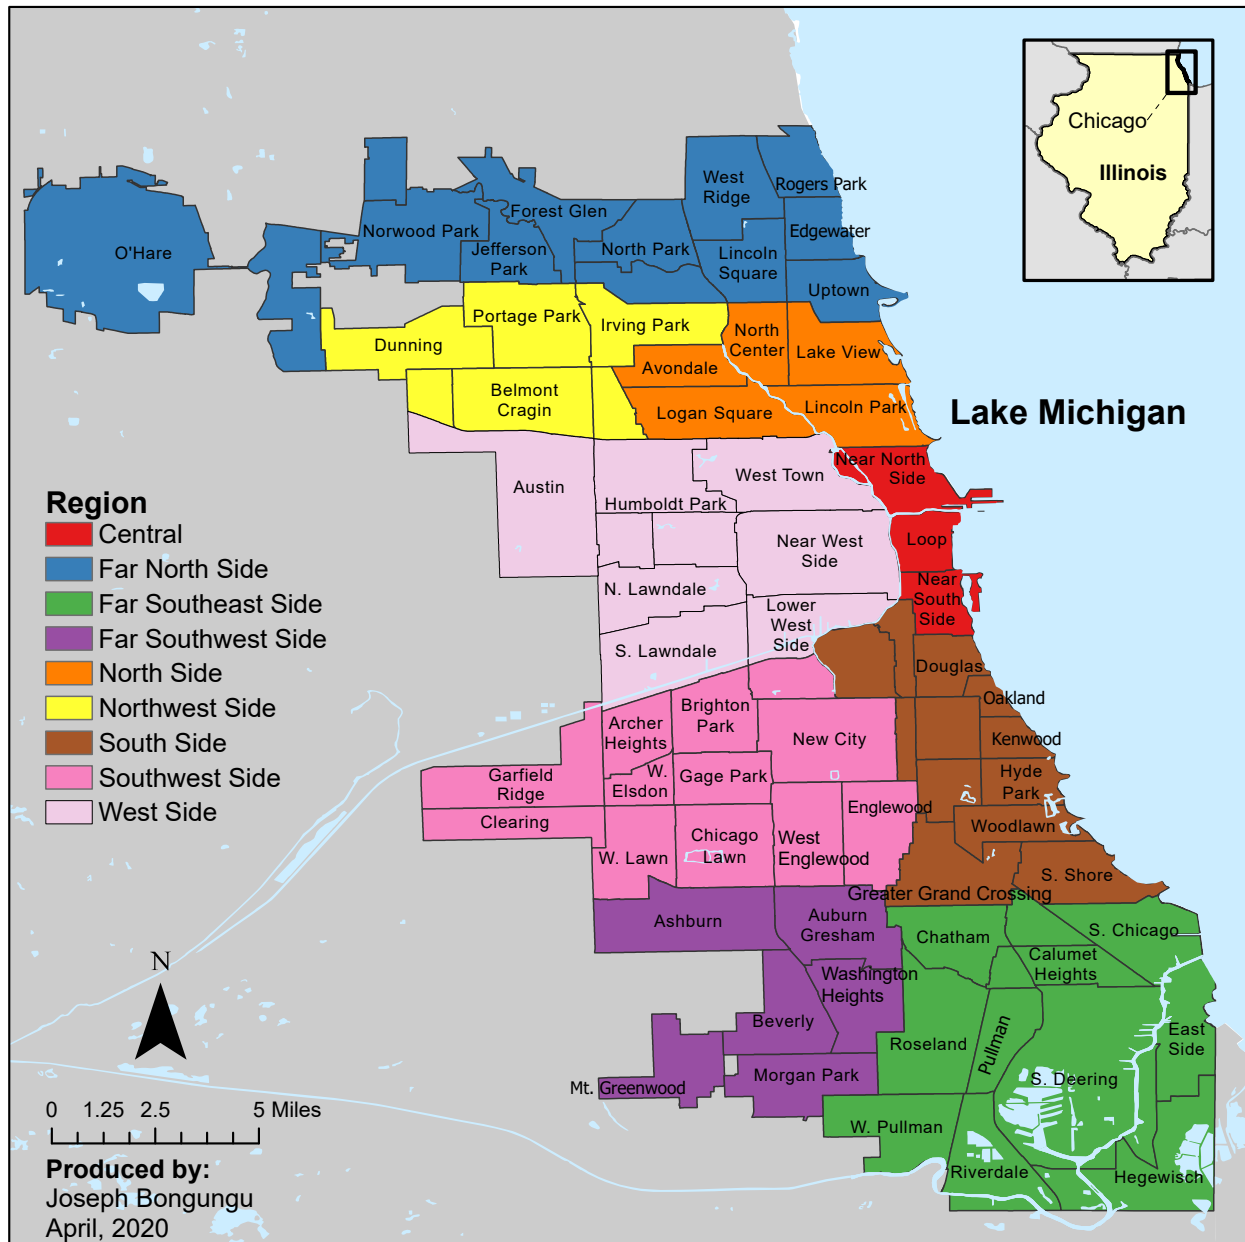 Chicago
Illinois
West
Ridge
Rogers Park
Forest Glen
Norwood Park
Edgewater
O'Hare
Jefferson
Park
North Park
Lincoln
Square
Uptown
Portage Park
Irving Park
North
Center
Dunning
Lake View
Avondale
Belmont
Cragin
Logan Square
Lincoln Park
Lake Michigan
Near North
Side
West Town
Austin
Humboldt Park
Region
Central
Far North Side
Far Southeast Side
Far Southwest Side
North Side
Northwest Side
South Side
Southwest Side
West Side
Near West
Side
Loop
N. Lawndale
Near
South
Side
Lower
West
Side
S. Lawndale
Douglas
Oakland
Brighton
Park
Archer
Heights
New City
Kenwood
Garfield
Ridge
W.
Elsdon
Gage Park
Hyde
Park
Englewood
Clearing
Woodlawn
W. Lawn
Chicago
Lawn
West
Englewood
S. Shore
Greater Grand Crossing
Ashburn
Auburn
Gresham
Chatham
S. Chicago
Calumet
Heights
Washington
Heights
Beverly
Roseland
Pullman
East
Side
Mt. Greenwood
Morgan Park
S. Deering
W. Pullman
Riverdale
Hegewisch
N
0 1.25 2.5 5 Miles
Produced by:
Joseph Bongungu
April, 2020